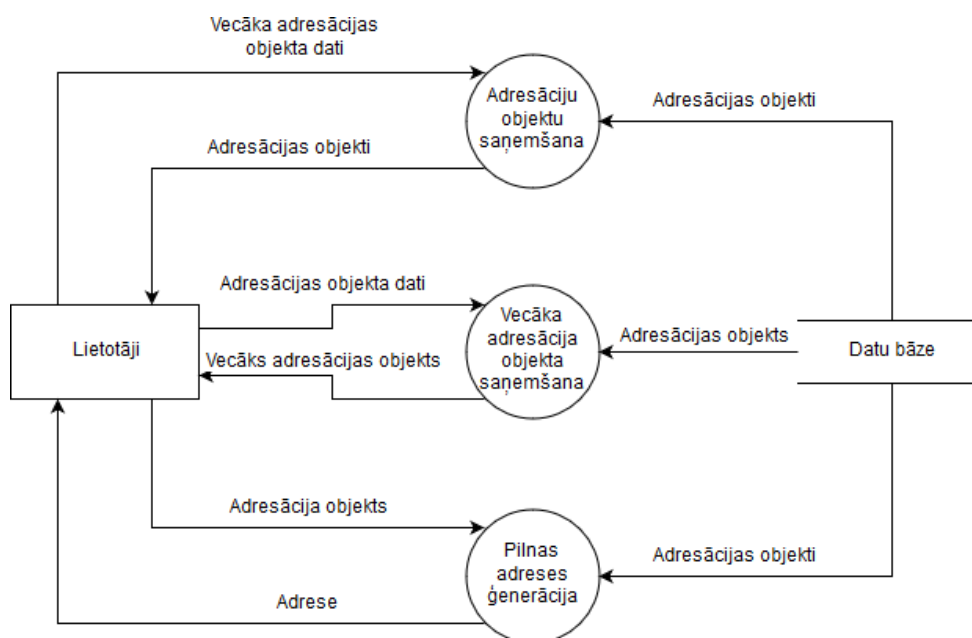 Vecāka adresācijas
objekta dati
Adresāciju
objektu
saņemšana
Adresācijas objekti
Adresācijas objekti
Adresācijas objekta dati
Lietotāji
Vecāks adresācijas objekts
Vecāka
adresācija
objekta
saņemšana
Adresācijas objekts
Datu bāze
Adresācija objekts
Pilnas
adreses
ģenerācija
Adresācijas objekti
Adrese